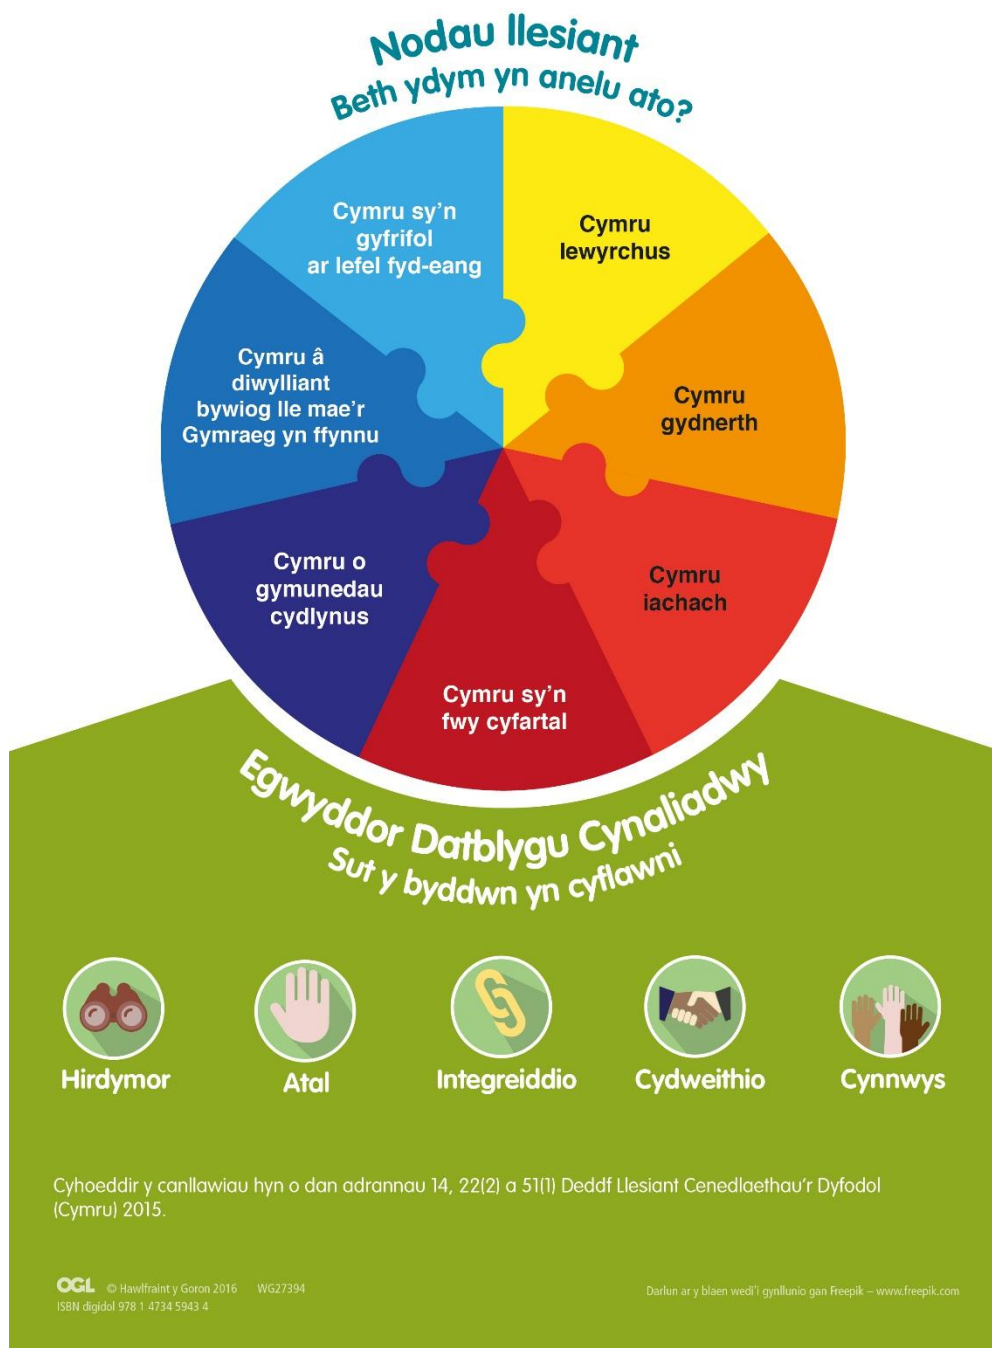 Nodau llesiant
Beth ydym yn anelu ato?
Cymru sy'n
gyfrifol
ar lefel fyd-eang
Cymru
lewyrchus
Cymru â
diwylliant
bywiog lle mae'r
Gymraeg yn ffynnu
Cymru
gydnerth
Cymru o
gymunedau
cydlynus
Cymru
iachach
Cymru sy'n
fwy cyfartal
Egwyddor Datblygu Cynaliadwy
Sut y byddwn yn cyflawni
Hirdymor
Atal
Integreiddio
Cydweithio
Cynnwys
Cyhoeddir y canllawiau hyn o dan adrannau 14, 22(2) a 51(1) Deddf Llesiant Cenedlaethau'r Dyfodol
(Cymru) 2015.
OGL © Hawlfraint y Goron 2016 WG27394
ISBN digidol 978 1 4734 5943 4
Darlun ar y blaen wedi'i gynllunio gan Freepik – www.freepik.com